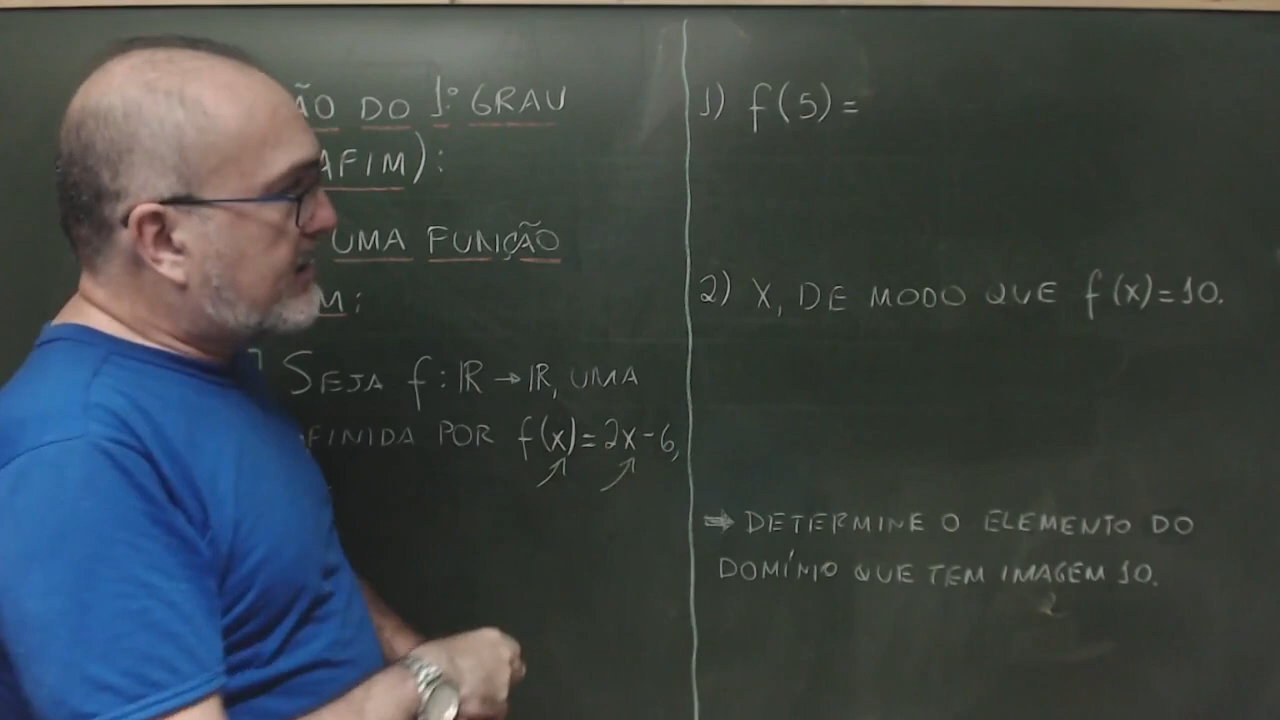 ÃO DO 1º GRAU
AFIM):
UMA FUNÇÃO
M:
SEJA f: ℝ → ℝ, UMA
FINIDA POR f(x)=2x-6,
1) f(5)=
2) X, DE MODO QUE f(x)=10.
⇒ DETERMINE O ELEMENTO DO
DOMÍNIO QUE TEM IMAGEM 10.